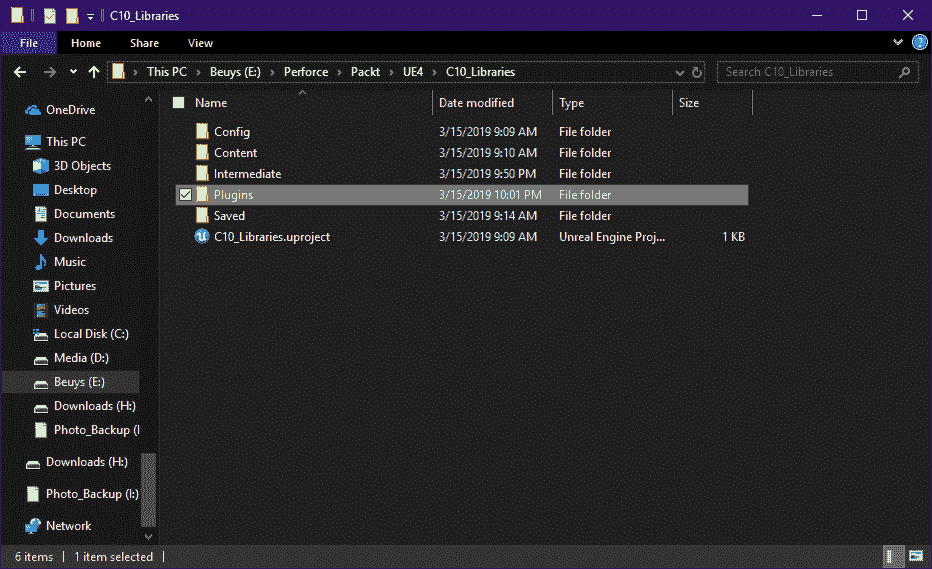 C10_Libraries
File Home Share View
This PC Beuys (E:) Perforce Packt UE4 C10_Libraries Search C10_Libraries
OneDrive
This PC
3D Objects
Desktop
Documents
Downloads
Music
Pictures
Videos
Local Disk (C:)
Media (D:)
Beuys (E:)
Downloads (H:)
Photo_Backup (I
Downloads (H:)
Photo_Backup (I:)
Network
Name Date modified Type Size
Config 3/15/2019 9:09 AM File folder
Content 3/15/2019 9:10 AM File folder
Intermediate 3/15/2019 9:50 PM File folder
Plugins 3/15/2019 10:01 PM File folder
Saved 3/15/2019 9:14 AM File folder
C10_Libraries.uproject 3/15/2019 9:09 AM Unreal Engine Proj... 1 KB
6 items 1 item selected